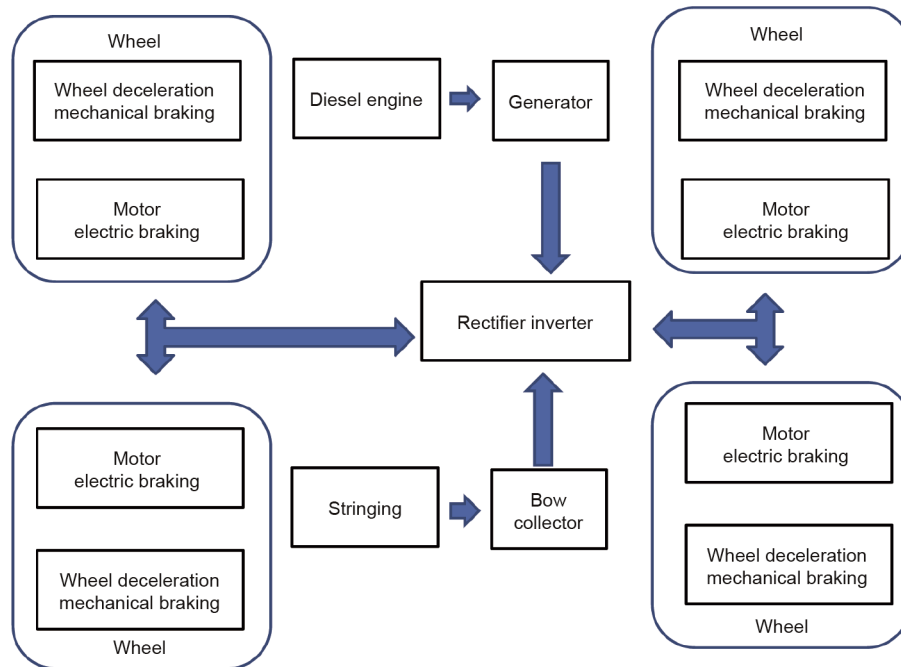 Wheel
Wheel deceleration
mechanical braking
Motor
electric braking
Diesel engine
Generator
Wheel
Wheel deceleration
mechanical braking
Motor
electric braking
Rectifier inverter
Motor
electric braking
Wheel deceleration
mechanical braking
Wheel
Stringing
Bow
collector
Motor
electric braking
Wheel deceleration
mechanical braking
Wheel